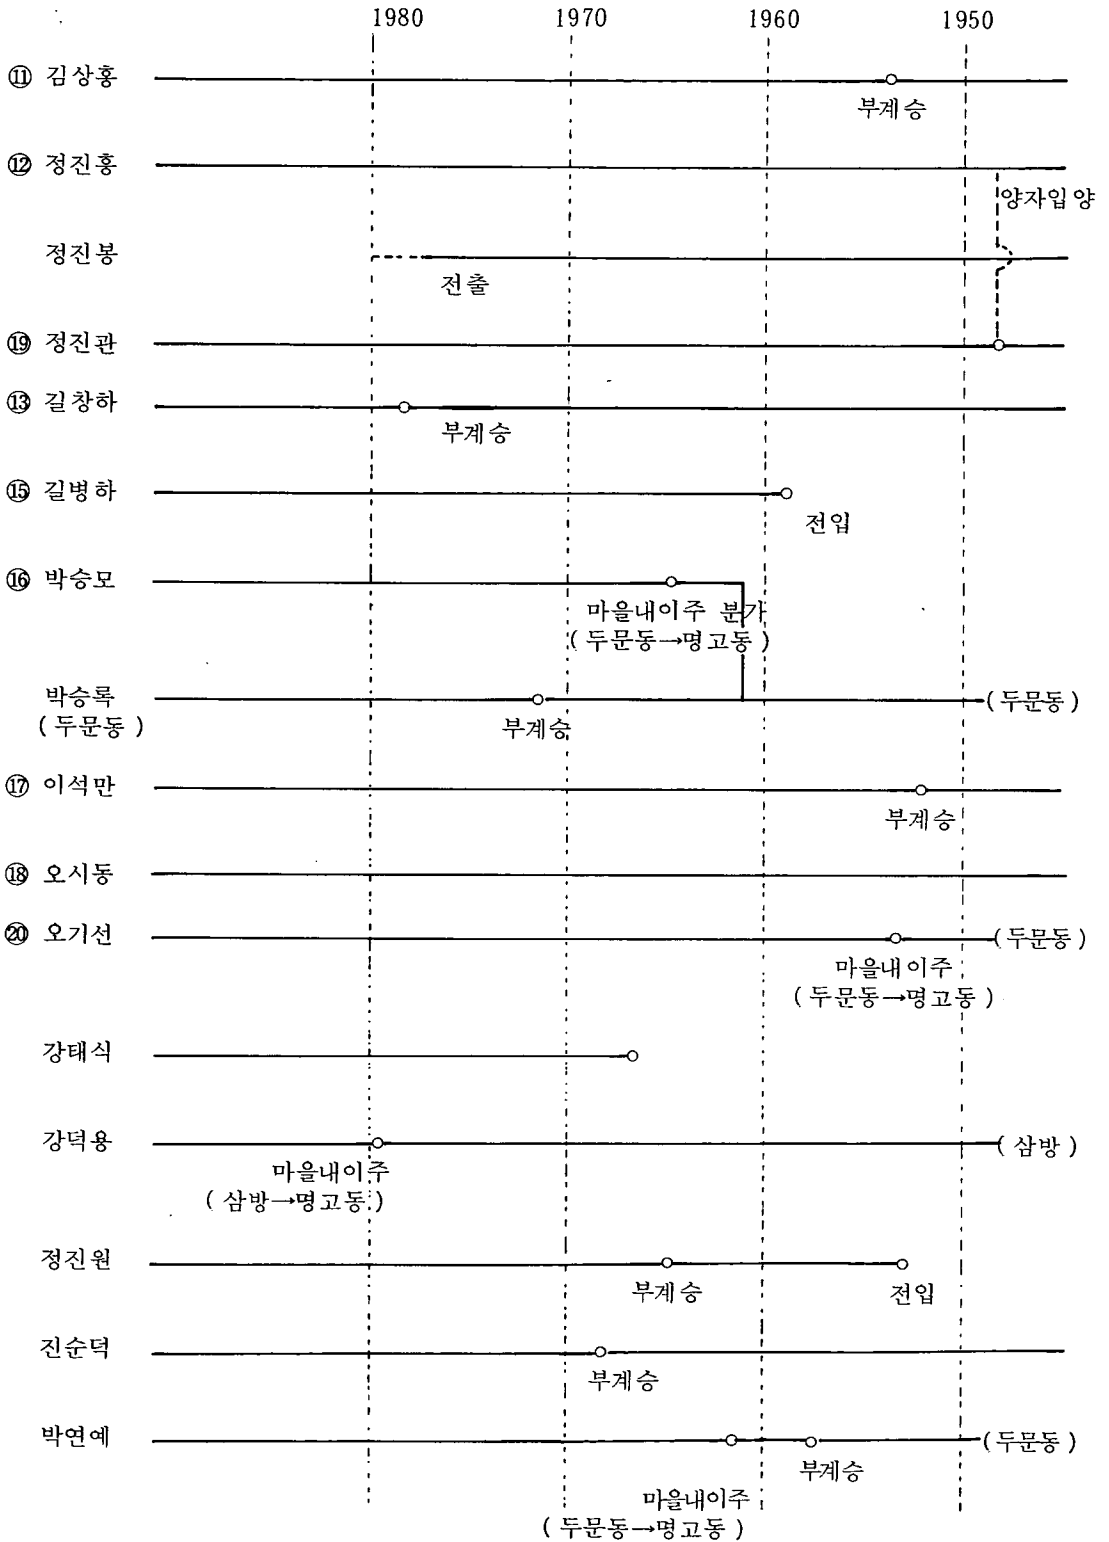 1980 1970 1960 1950
⑪ 김상홍
부계승
⑫ 정진홍
양자입양
정진봉
전출
⑲ 정진관
⑬ 길창하
부계승
⑮ 길병하
전입
⑯ 박승모
마을내이주 분가
(두문동→명고동)
박승록 (두문동)
(두문동)
부계승
⑰ 이석만
부계승
⑱ 오시동
⑳ 오기선 (두문동)
마을내이주
(두문동→명고동)
강태식
강덕용 (삼방)
마을내이주
(삼방→명고동)
정진원
부계승 전입
진순덕
부계승
박연예 (두문동)
부계승
마을내이주
(두문동→명고동)